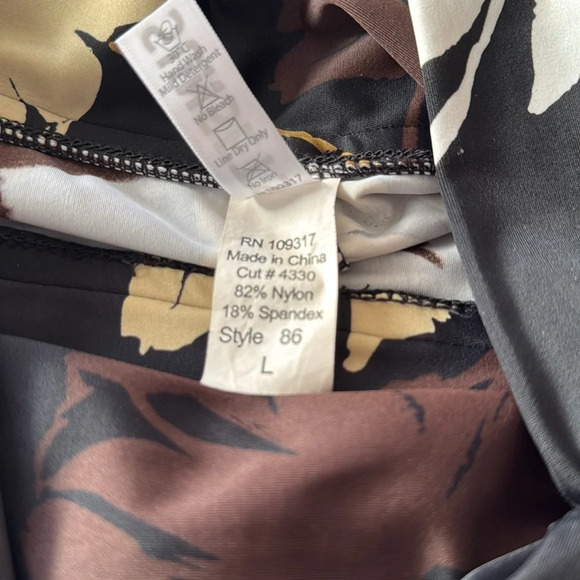 Hand Wash
Mild Detergent
No Bleach
Line Dry Only
No Iron
109317
RN 109317
Made in China
Cut # 4330
82% Nylon
18% Spandex
Style 86
L